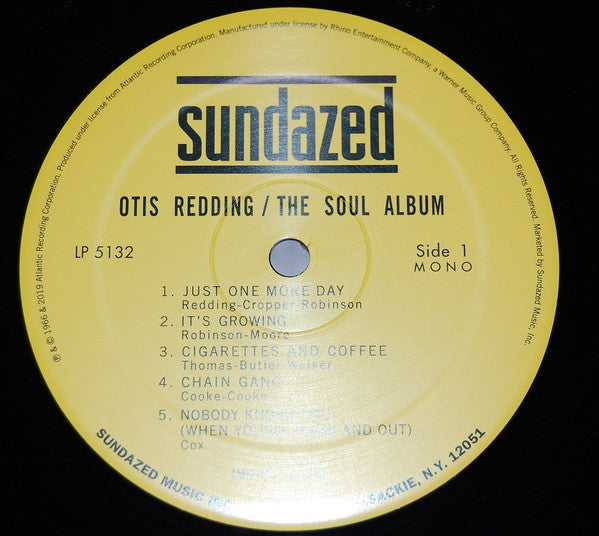 ℗ & © 1966 & 2019 Atlantic Recording Corporation. Produced under license from Atlantic Recording Corporation. Manufactured under license by Rhino Entertainment Company, a Warner Music Group Company. All Rights Reserved. Marketed by Sundazed Music, Inc.
sundazed
OTIS REDDING / THE SOUL ALBUM
LP 5132
Side 1
MONO
1. JUST ONE MORE DAY
Redding-Cropper-Robinson
2. IT'S GROWING
Robinson-Moore
3. CIGARETTES AND COFFEE
Thomas-Butler-Walser
4. CHAIN GANG
Cooke-Cooke
5. NOBODY KNOWS YOU
(WHEN YOU'RE DOWN AND OUT)
Cox
SUNDAZED MUSIC INC. SACKIE, N.Y. 12051